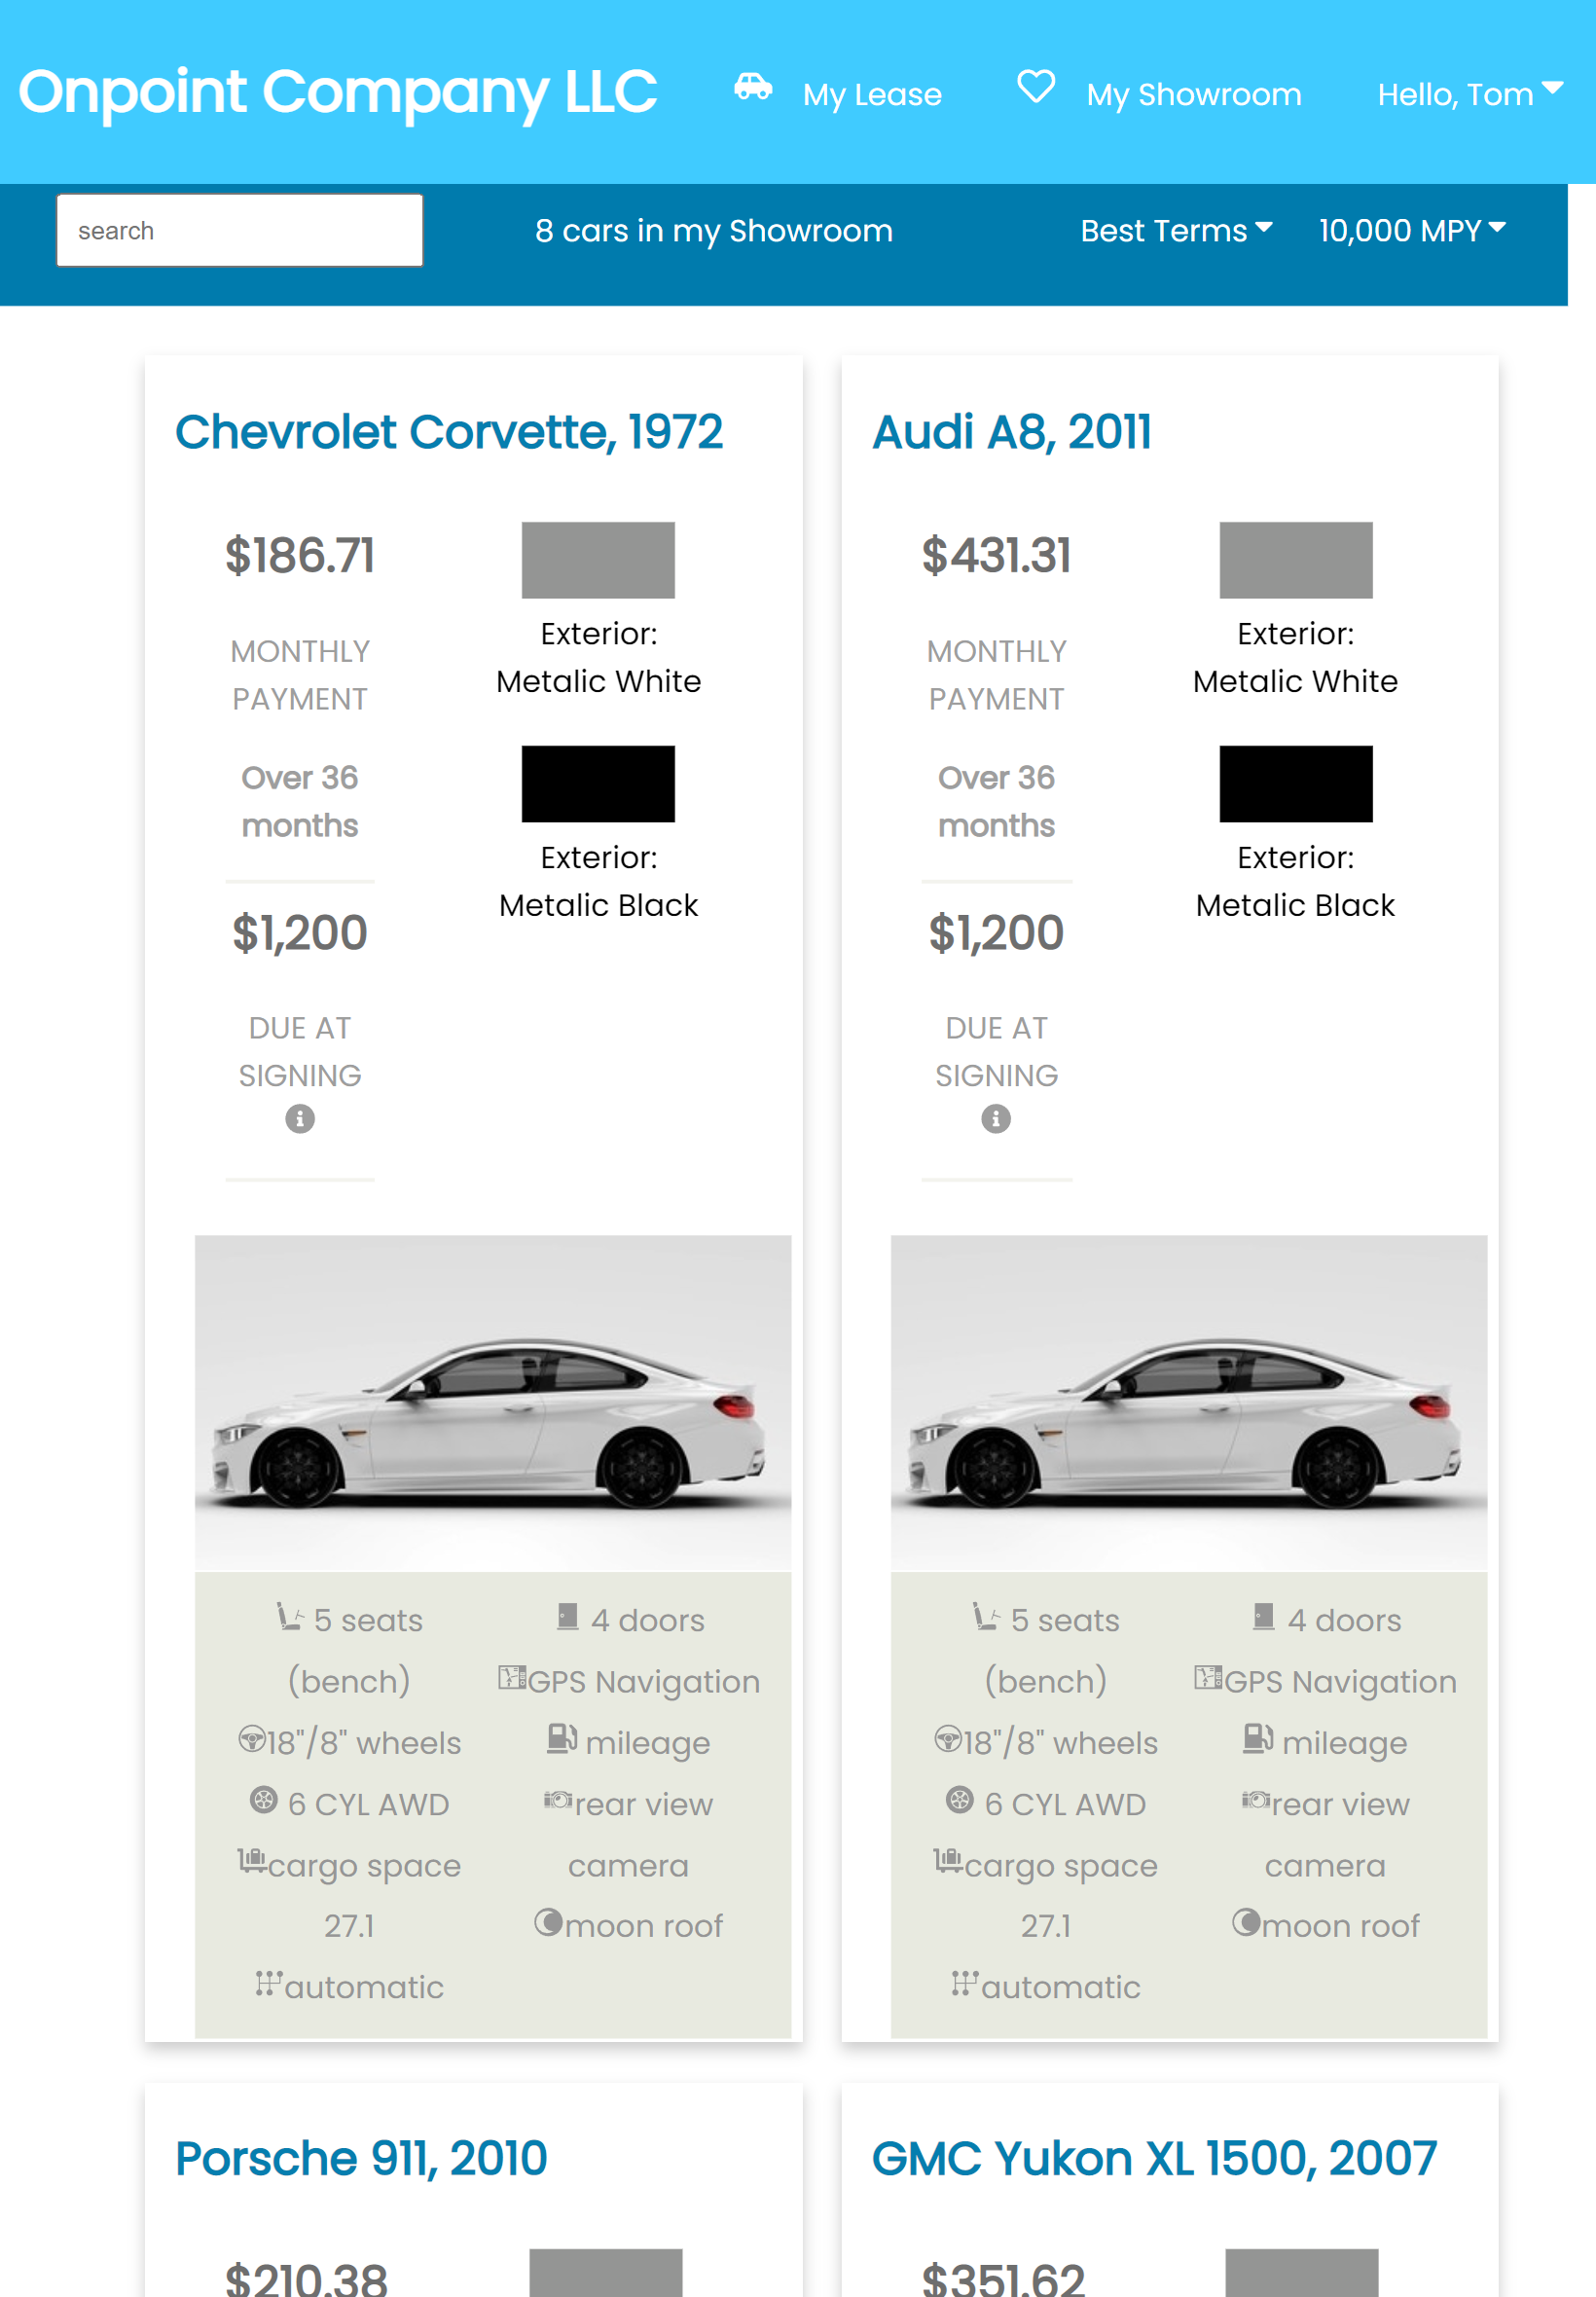 Onpoint Company LLC
My Lease
My Showroom
Hello, Tom
search
8 cars in my Showroom
Best Terms
10,000 MPY
Chevrolet Corvette, 1972
$186.71
MONTHLY
PAYMENT
Over 36
months
$1,200
DUE AT
SIGNING
Exterior:
Metalic White
Exterior:
Metalic Black
5 seats
(bench)
18"/8" wheels
6 CYL AWD
cargo space
27.1
automatic
4 doors
GPS Navigation
mileage
rear view
camera
moon roof
Audi A8, 2011
$431.31
MONTHLY
PAYMENT
Over 36
months
$1,200
DUE AT
SIGNING
Exterior:
Metalic White
Exterior:
Metalic Black
5 seats
(bench)
18"/8" wheels
6 CYL AWD
cargo space
27.1
automatic
4 doors
GPS Navigation
mileage
rear view
camera
moon roof
Porsche 911, 2010
$210.38
GMC Yukon XL 1500, 2007
$351.62